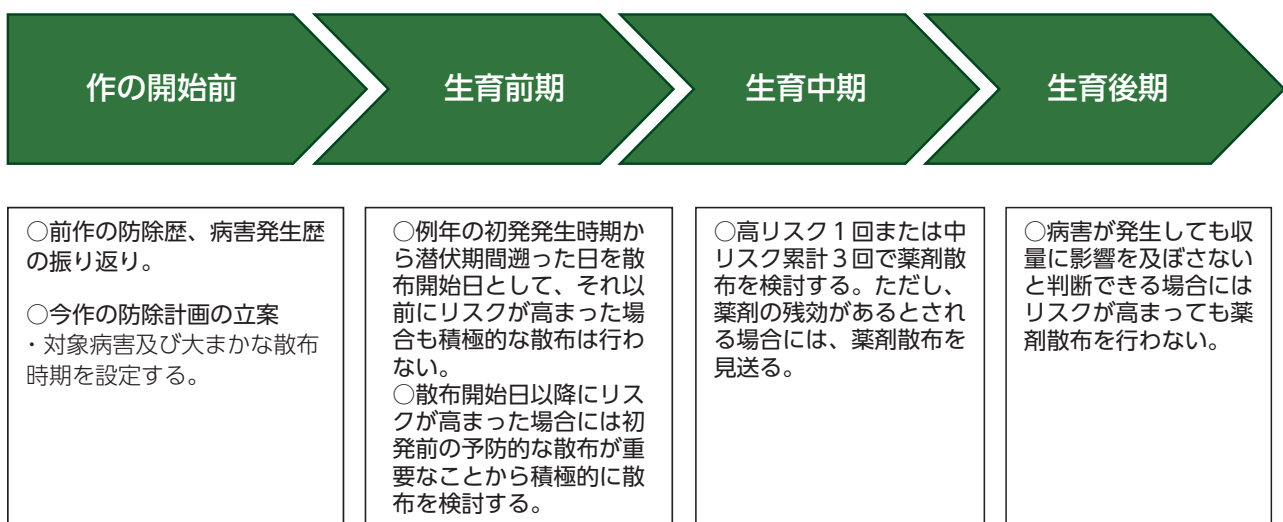 作の開始前
生育前期
生育中期
生育後期
○前作の防除歴、病害発生歴
の振り返り。
○今作の防除計画の立案
・対象病害及び大まかな散布
時期を設定する。
○例年の初発発生時期か
ら潜伏期間遡った日を散
布開始日として、それ以
前にリスクが高まった場
合も積極的な散布は行わ
ない。
○散布開始日以降にリス
クが高まった場合には初
発前の予防的な散布が重
要なことから積極的に散
布を検討する。
○高リスク１回または中
リスク累計３回で薬剤散
布を検討する。ただし、
薬剤の残効があるとされ
る場合には、薬剤散布を
見送る。
○病害が発生しても収
量に影響を及ぼさない
と判断できる場合には
リスクが高まっても薬
剤散布を行わない。